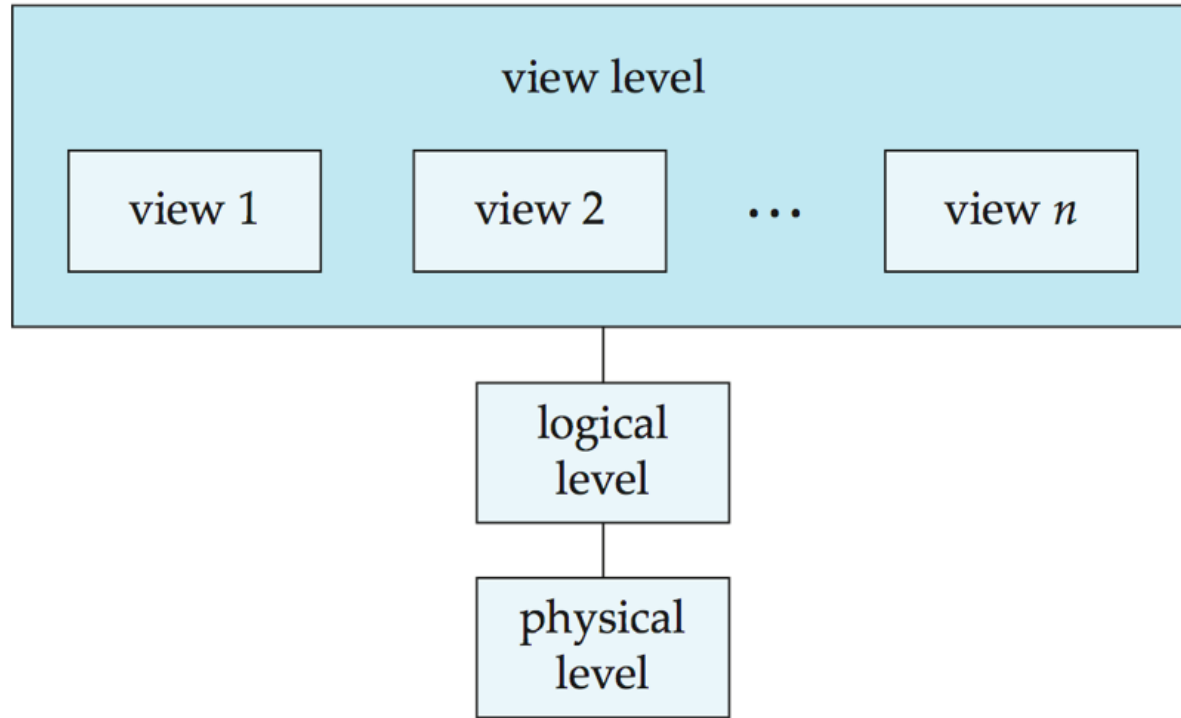 view level
view 1
view 2
...
view n
logical
level
physical
level